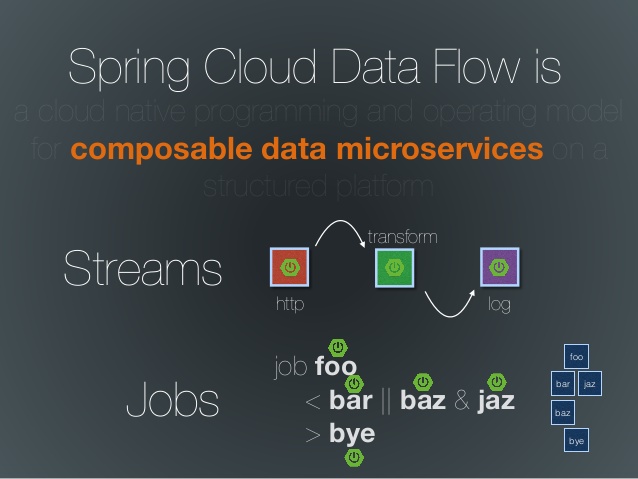 Spring Cloud Data Flow is
a cloud native programming and operating model
for composable data microservices on a
structured platform
Streams
transform
http
log
Jobs
job foo
< bar || baz & jaz
> bye
foo
bar jaz
baz
bye